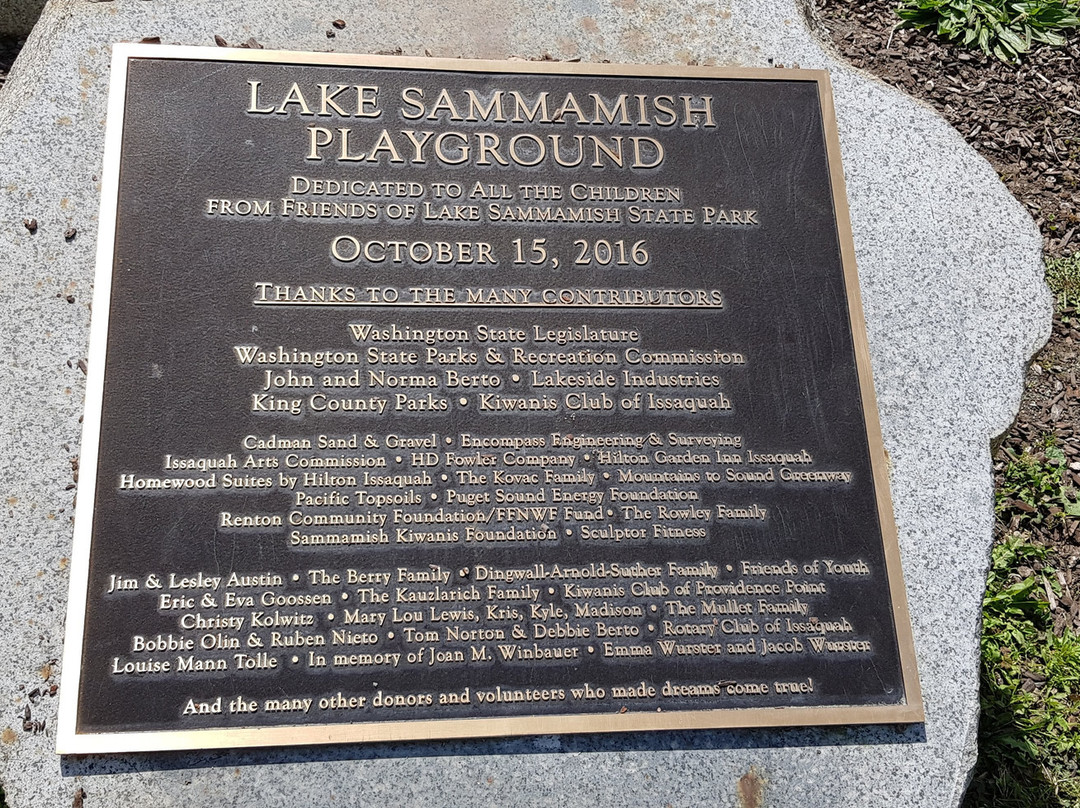 LAKE SAMMAMISH
PLAYGROUND
DEDICATED TO ALL THE CHILDREN
FROM FRIENDS OF LAKE SAMMAMISH STATE PARK
OCTOBER 15, 2016
THANKS TO THE MANY CONTRIBUTORS
Washington State Legislature
Washington State Parks & Recreation Commission
John and Norma Berto • Lakeside Industries
King County Parks • Kiwanis Club of Issaquah
Cadman Sand & Gravel • Encompass Engineering & Surveying
Issaquah Arts Commission • HD Fowler Company • Hilton Garden Inn Issaquah
Homewood Suites by Hilton Issaquah • The Kovac Family • Mountains to Sound Greenway
Pacific Topsoils • Puget Sound Energy Foundation
Renton Community Foundation/FFNWF Fund • The Rowley Family
Sammamish Kiwanis Foundation • Sculptor Fitness
Jim & Lesley Austin • The Berry Family • Dingwall-Arnold-Suther Family • Friends of Youth
Eric & Eva Goossen • The Kauzlarich Family • Kiwanis Club of Providence Point
Christy Kolwitz • Mary Lou Lewis, Kris, Kyle, Madison • The Mullet Family
Bobbie Olin & Ruben Nieto • Tom Norton & Debbie Berto • Rotary Club of Issaquah
Louise Mann Tolle • In memory of Joan M. Winbauer • Emma Wurster and Jacob Wurster
And the many other donors and volunteers who made dreams come true!